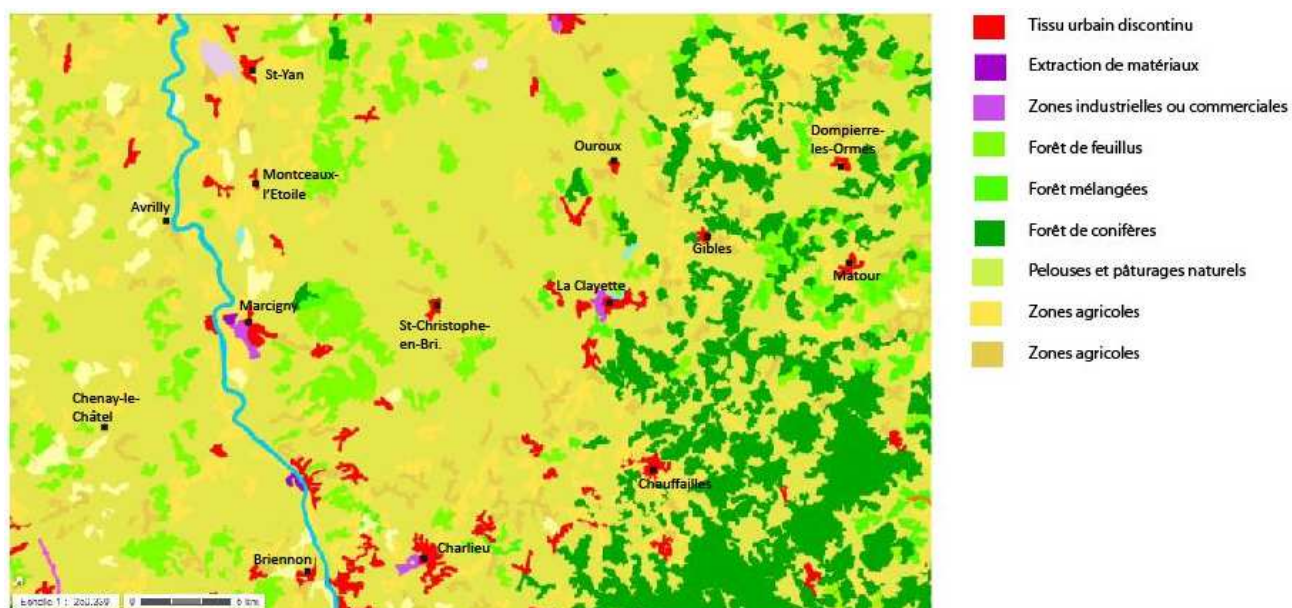 St-Yan
Ouroux
Dompierre-
les-Ormes
Montceaux-
l'Etoile
Avrilly
Gibles
Matour
La Clayette
Marcigny
St-Christophe-
en-Bri.
Chenay-le-
Châtel
Chauffailles
Briennon
Charlieu
0 6 km
Tissu urbain discontinu
Extraction de matériaux
Zones industrielles ou commerciales
Forêt de feuillus
Forêt mélangées
Forêt de conifères
Pelouses et pâturages naturels
Zones agricoles
Zones agricoles